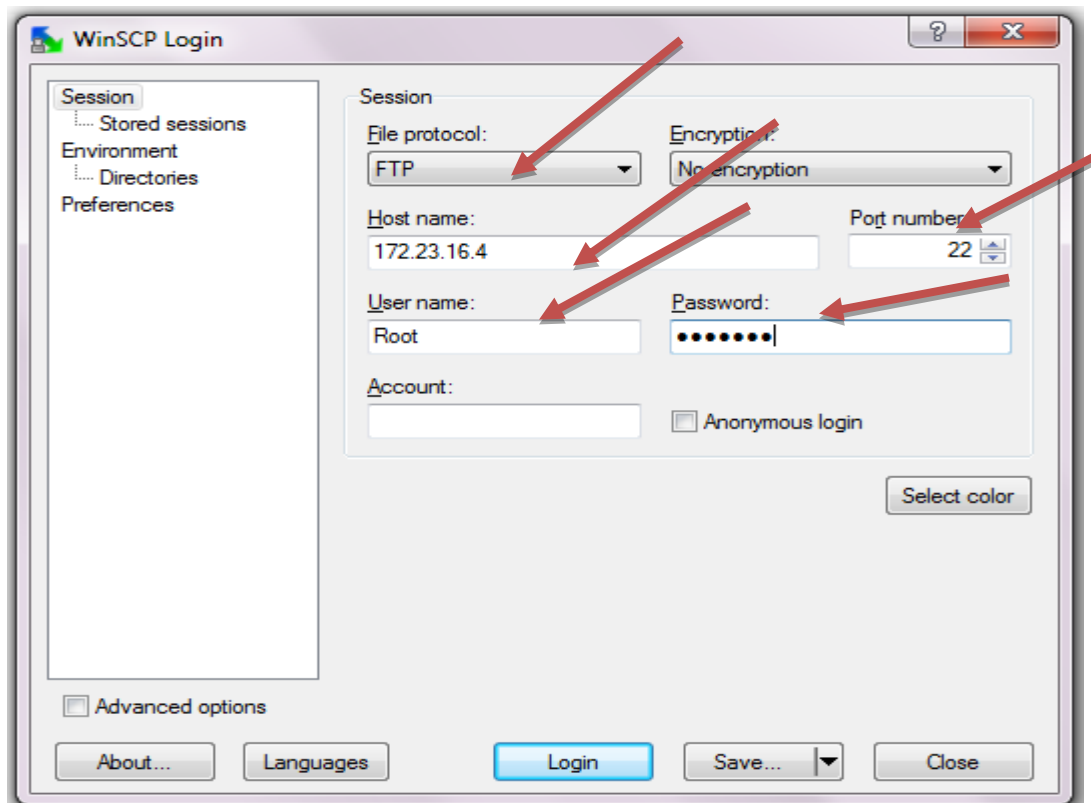 WinSCP Login
Session
Stored sessions
Environment
Directories
Preferences
Session
File protocol:
Encryption:
FTP
No encryption
Host name:
Port number
172.23.16.4
22
User name:
Password:
Root
•••••••
Account:
Anonymous login
Select color
Advanced options
About...
Languages
Login
Save...
Close